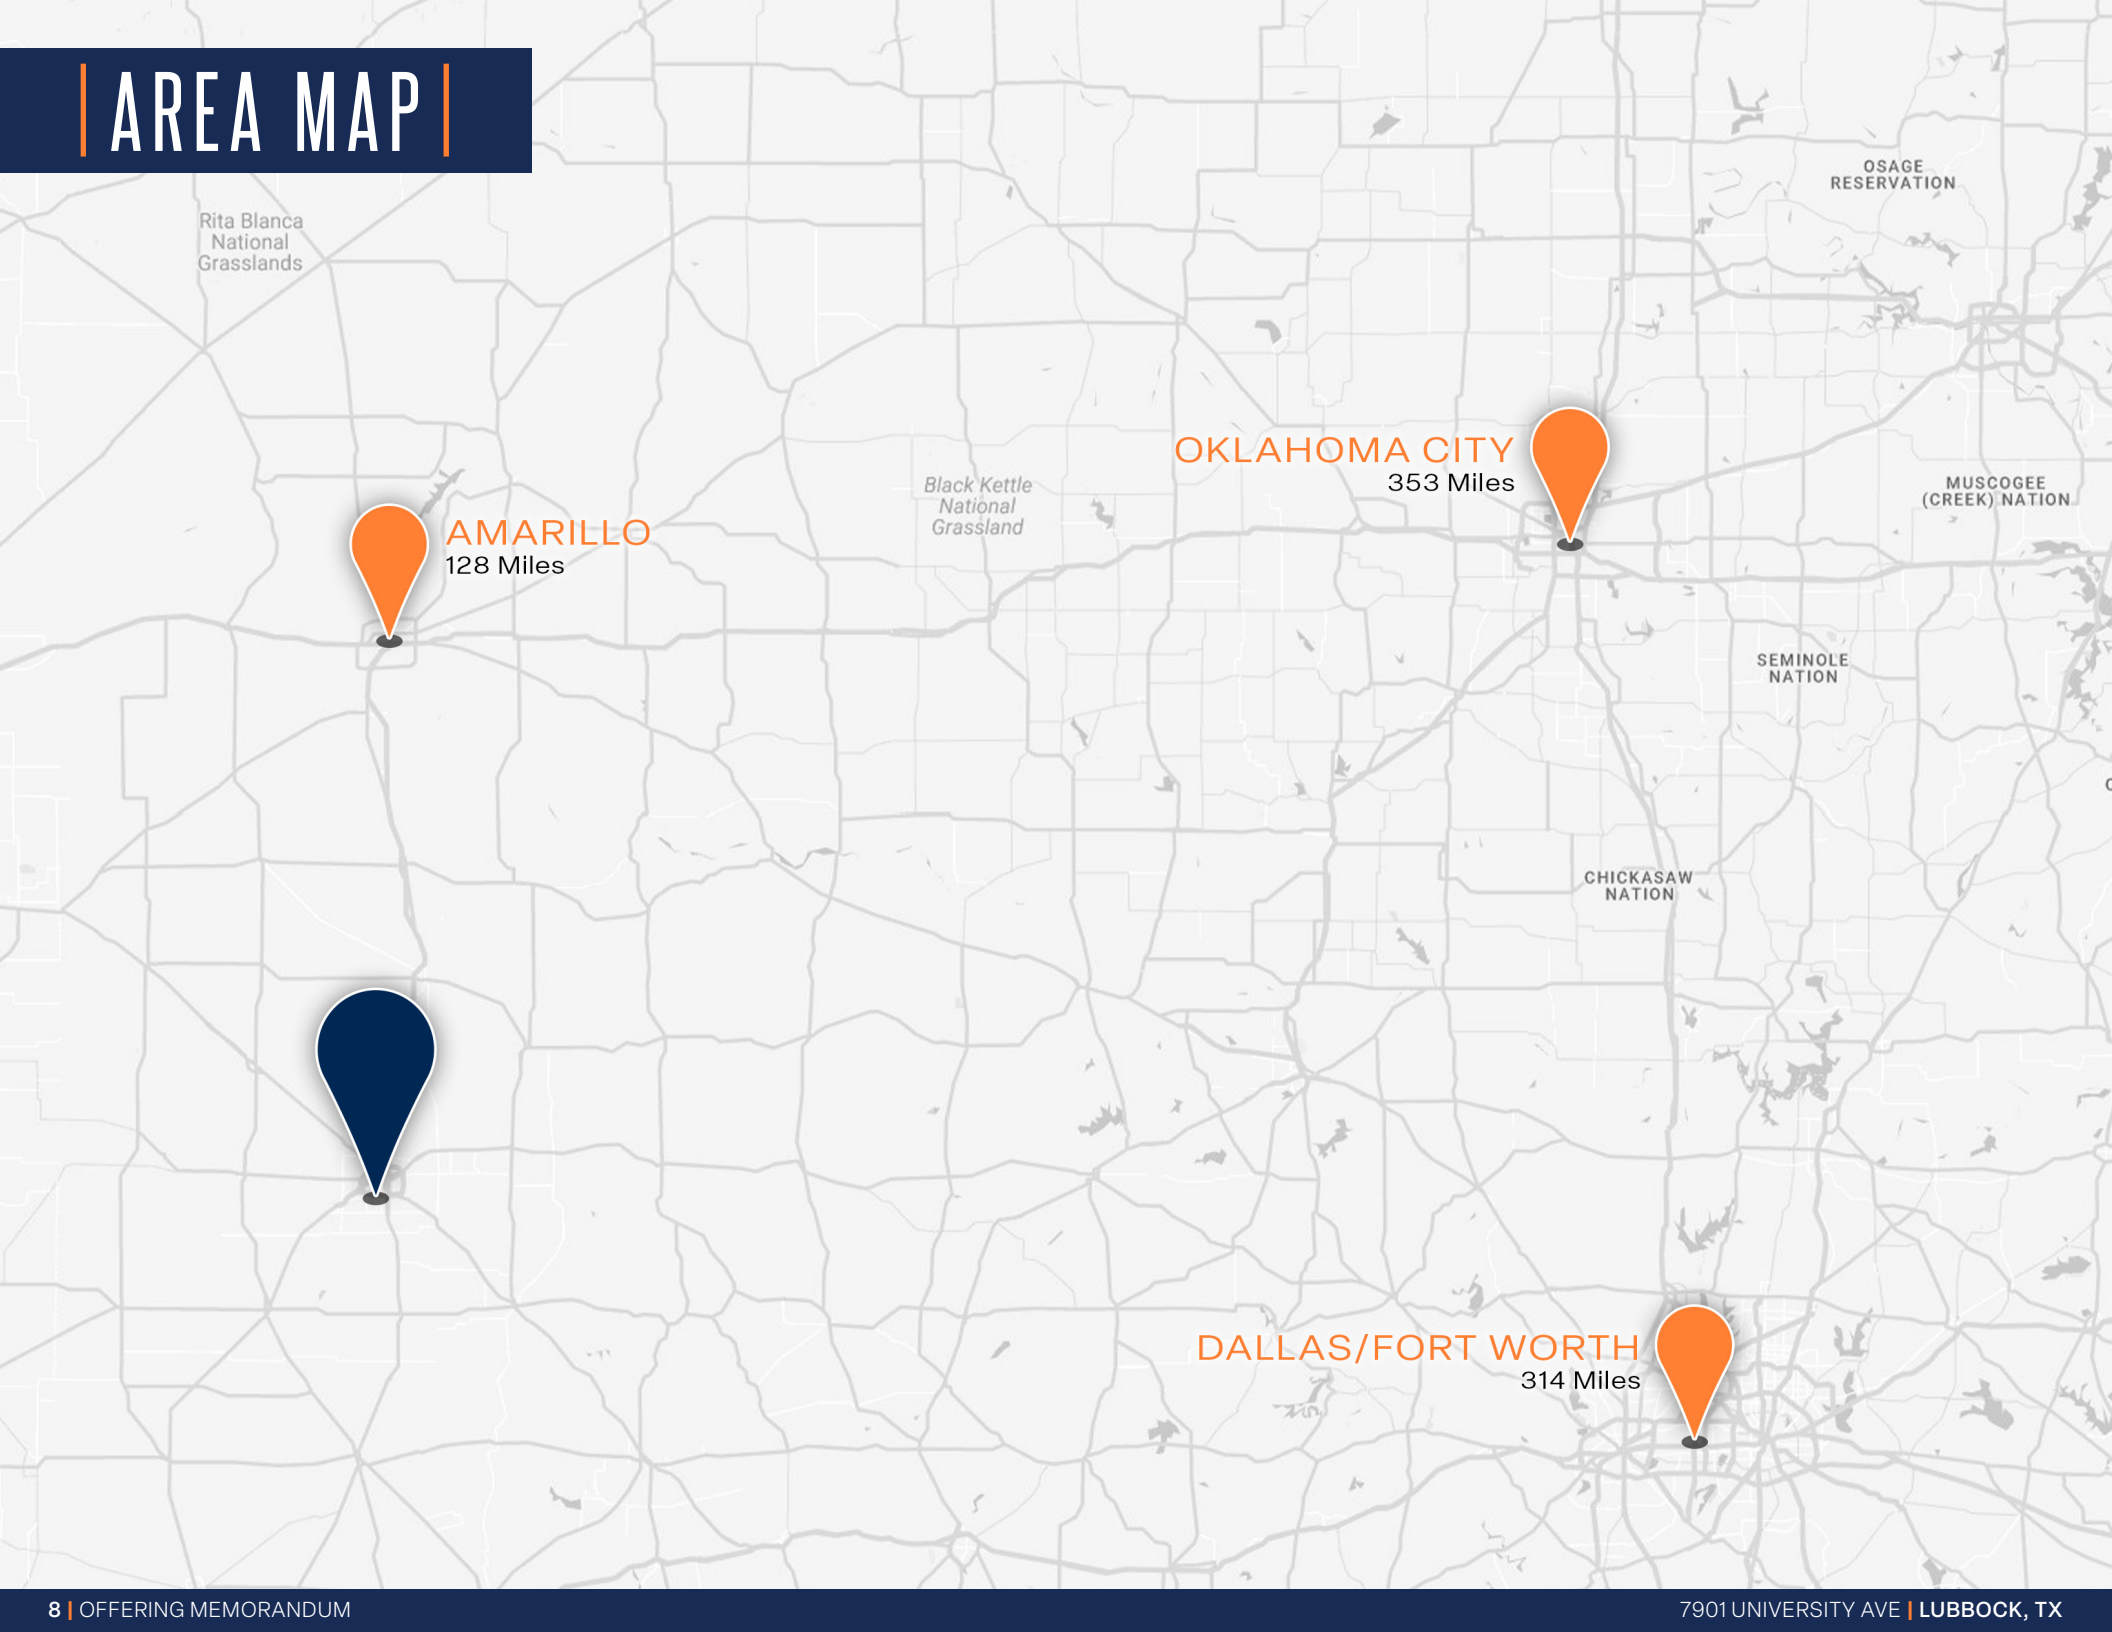 AREA MAP
OSAGE
RESERVATION
Rita Blanca
National
Grasslands
OKLAHOMA CITY
353 Miles
Black Kettle
National
Grassland
MUSCOGEE
(CREEK) NATION
AMARILLO
128 Miles
SEMINOLE
NATION
CHICKASAW
NATION
DALLAS/FORT WORTH
314 Miles
8 | OFFERING MEMORANDUM
7901 UNIVERSITY AVE | LUBBOCK, TX